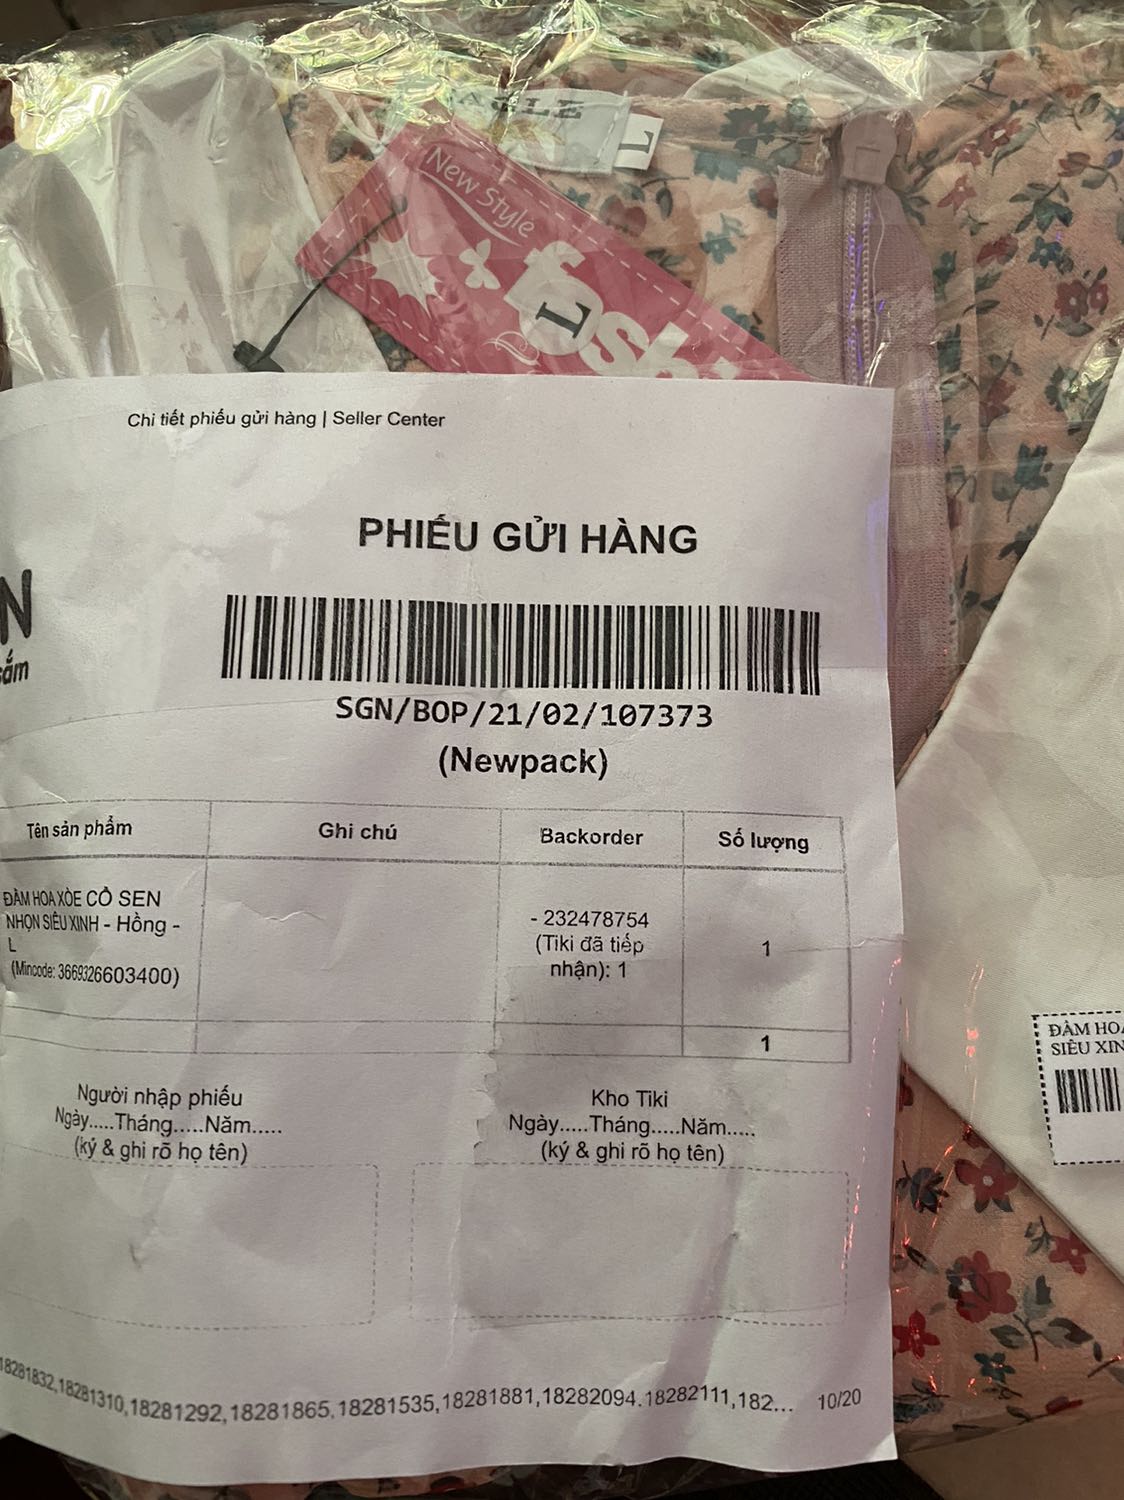 New Style
L
L
Chi tiết phiếu gửi hàng | Seller Center
PHIẾU GỬI HÀNG
N
sắm
SGN/BOP/21/02/107373
(Newpack)
Tên sản phẩm Ghi chú Backorder Số lượng
ĐẦM HOA XÒE CỔ SEN
NHỌN SIÊU XINH - Hồng -
L
(Mincode: 3669326603400)
- 232478754
(Tiki đã tiếp
nhận): 1
1
1
Người nhập phiếu
Ngày.....Tháng.....Năm.....
(ký & ghi rõ họ tên)
Kho Tiki
Ngày.....Tháng.....Năm.....
(ký & ghi rõ họ tên)
ĐẦM HOA
SIÊU XIN
18281832,18281310,18281292,18281865,18281535,18281881,18282094,18282111,182... 10/20